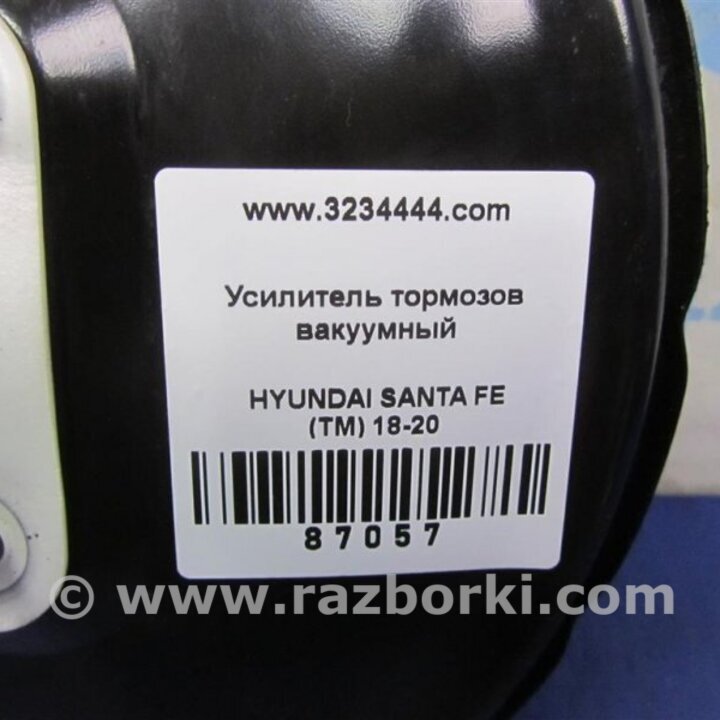 www.3234444.com
Усилитель тормозов
вакуумный
HYUNDAI SANTA FE
(TM) 18-20
87057
© www.razborki.com